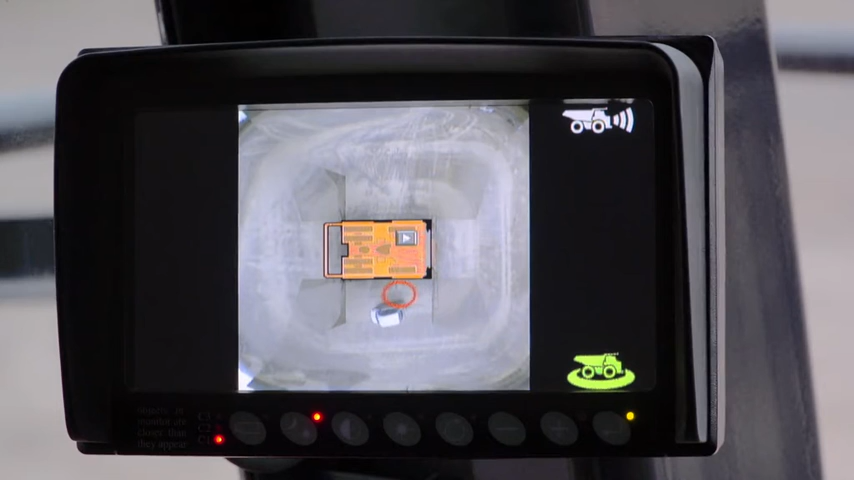 objects in
monitor are
closer than
they appear